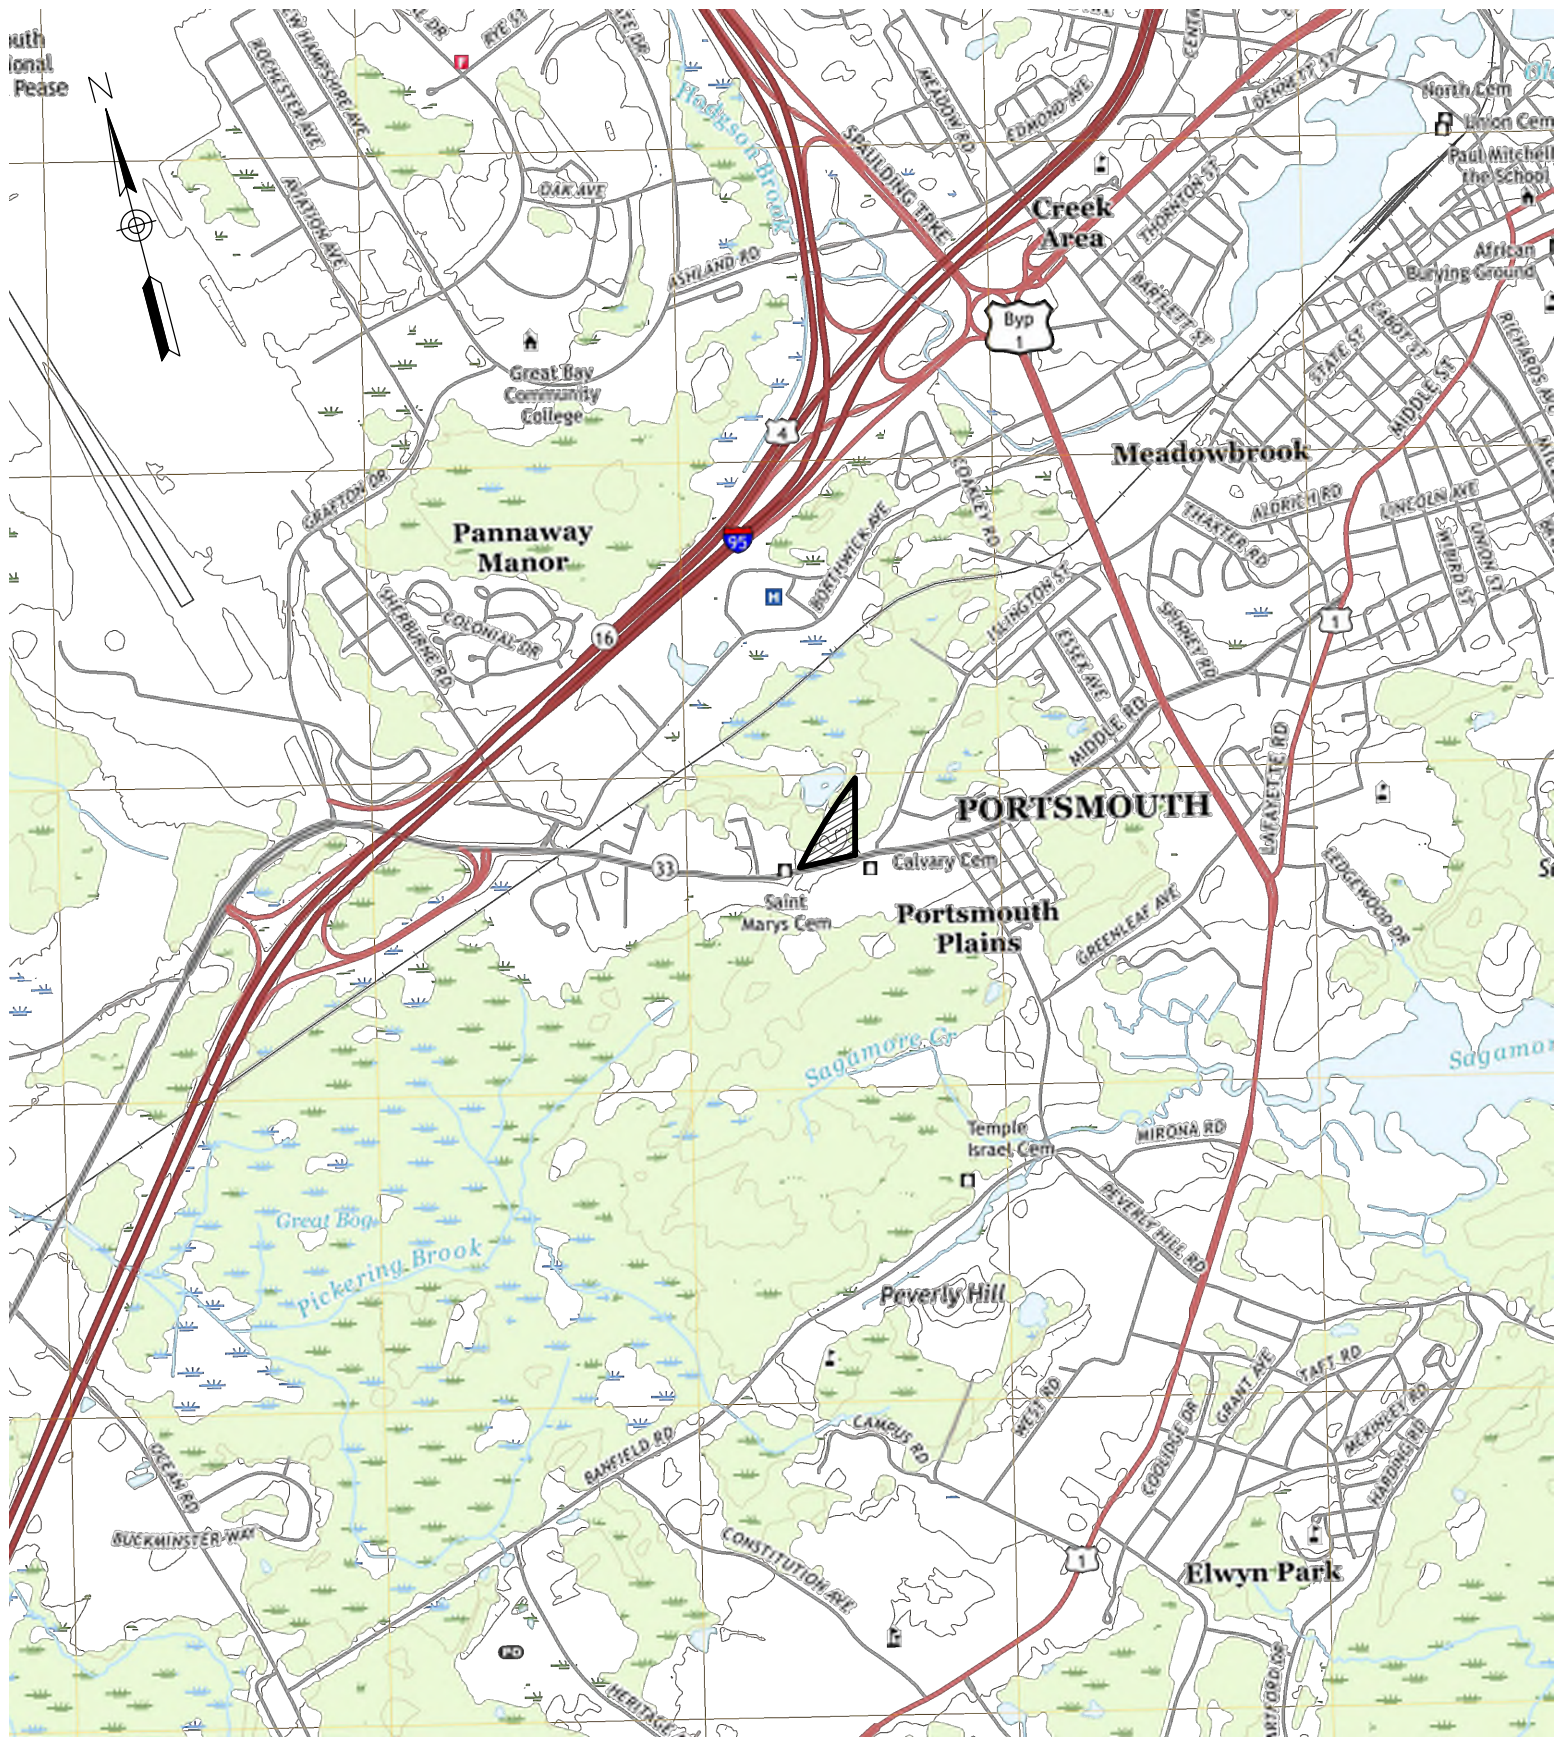 Pease
N
ROCHESTER AVE
HAMPSHIRE AVE
RYE ST
F
Hodgson Brook
MEADOW RD
EDMOND AVE
DENNETT ST
North Cem
Union Cem
Paul Mitchell
the School
AVIATION AVE
OAK AVE
SPAULDING TPKE
THORNTON ST
Creek
Area
African
Burying Ground
ASHLAND RD
BARTLETT ST
Byp
1
CABOT ST
STATE ST
MIDDLE ST
Great Bay
Community
College
4
Meadowbrook
GRAFTON DR
COAKLEY RD
ALDRICH RD
LINCOLN AVE
THAXTER RD
WIBIRD ST
UNION ST
Pannaway
Manor
95
BORTHWICK AVE
H
SHERBURNE RD
COLONIAL DR
16
ISLINGTON ST
ESSEX AVE
SPINNEY RD
1
MIDDLE RD
LAFAYETTE RD
PORTSMOUTH
33
Calvary Cem
Saint
Marys Cem
Portsmouth
Plains
GREENLEAF AVE
LEDGEWOOD DR
Sagamore Cr
Temple
Israel Cem
MIRONA RD
PEVERLY HILL RD
Great Bog
Pickering Brook
Peverly Hill
WEST RD
TAFT RD
GRANT AVE
MCKINLEY RD
HARDING RD
COOLIDGE DR
CAMPUS RD
BANFIELD RD
OCEAN RD
BUCKMINSTER WAY
CONSTITUTION AVE
1
Elwyn Park
PO
HERITAGE